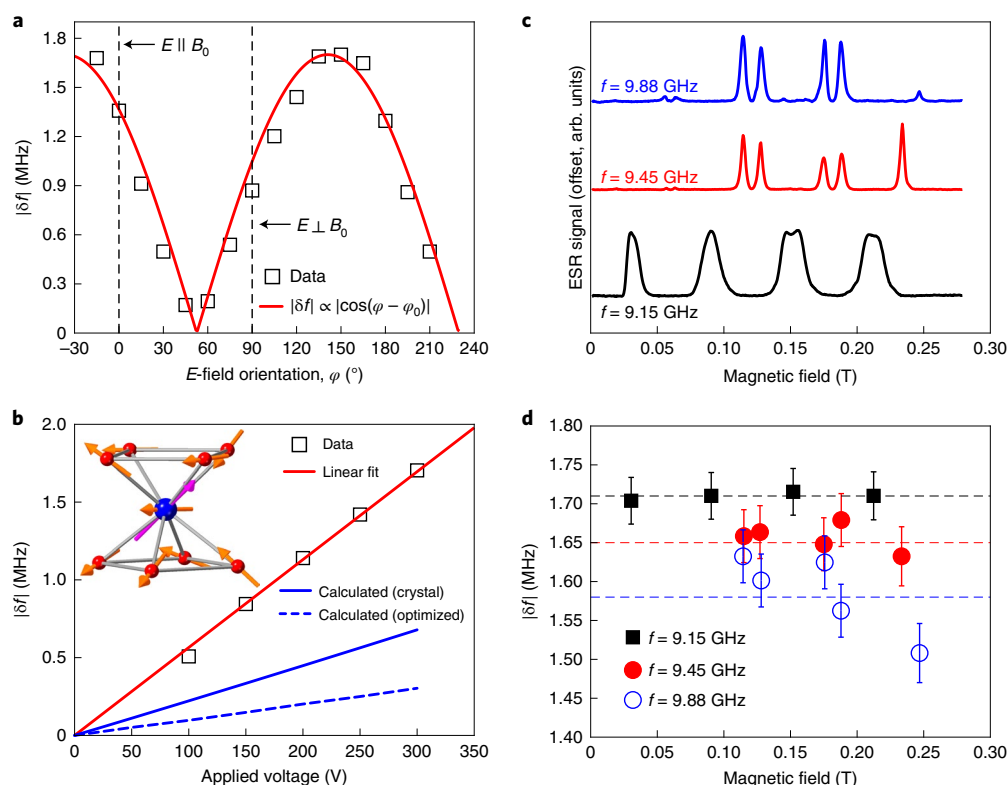 a
1.8
1.5
1.2
0.9
0.6
0.3
0
|δf| (MHz)
E || B0
E ⊥ B0
Data
|δf| ∝ |cos(φ − φ0)|
−30 0 30 60 90 120 150 180 210 240
E-field orientation, φ (°)
b
2.0
1.5
1.0
0.5
0
|δf| (MHz)
Data
Linear fit
Calculated (crystal)
Calculated (optimized)
0 50 100 150 200 250 300 350
Applied voltage (V)
c
ESR signal (offset, arb. units)
f = 9.88 GHz
f = 9.45 GHz
f = 9.15 GHz
0 0.05 0.10 0.15 0.20 0.25 0.30
Magnetic field (T)
d
1.80
1.75
1.70
1.65
1.60
1.55
1.50
1.45
1.40
|δf| (MHz)
f = 9.15 GHz
f = 9.45 GHz
f = 9.88 GHz
0 0.05 0.10 0.15 0.20 0.25 0.30
Magnetic field (T)